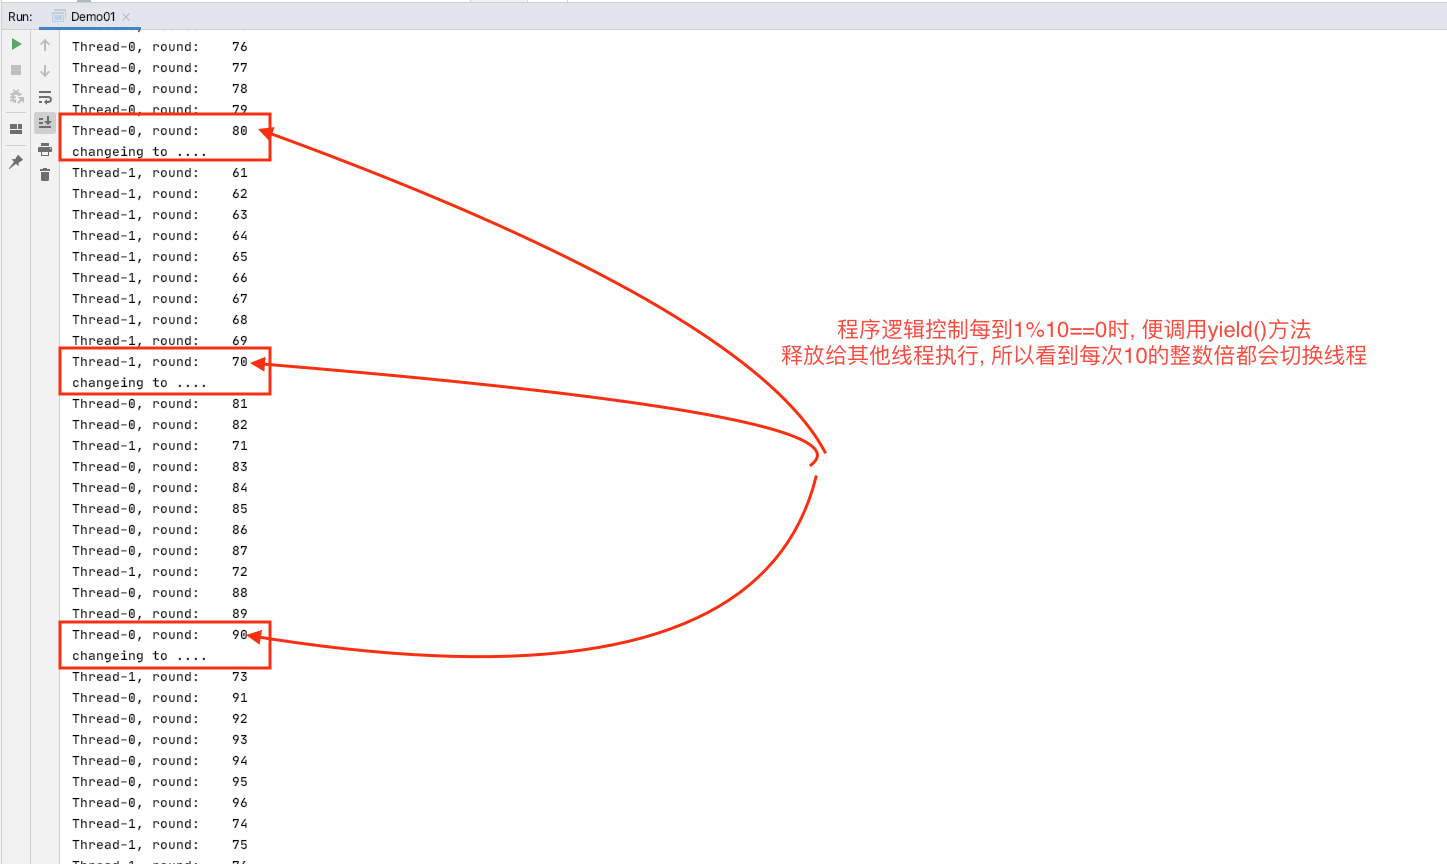 Run: Demo01
Thread-0, round: 76
Thread-0, round: 77
Thread-0, round: 78
Thread-0, round: 79
Thread-0, round: 80
changeing to ....
Thread-1, round: 61
Thread-1, round: 62
Thread-1, round: 63
Thread-1, round: 64
Thread-1, round: 65
Thread-1, round: 66
Thread-1, round: 67
Thread-1, round: 68
Thread-1, round: 69
Thread-1, round: 70
changeing to ....
Thread-0, round: 81
Thread-0, round: 82
Thread-1, round: 71
Thread-0, round: 83
Thread-0, round: 84
Thread-0, round: 85
Thread-0, round: 86
Thread-0, round: 87
Thread-1, round: 72
Thread-0, round: 88
Thread-0, round: 89
Thread-0, round: 90
changeing to ....
Thread-1, round: 73
Thread-0, round: 91
Thread-0, round: 92
Thread-0, round: 93
Thread-0, round: 94
Thread-0, round: 95
Thread-0, round: 96
Thread-1, round: 74
Thread-1, round: 75
程序逻辑控制每到1%10==0时, 便调用yield()方法
释放给其他线程执行, 所以看到每次10的整数倍都会切换线程